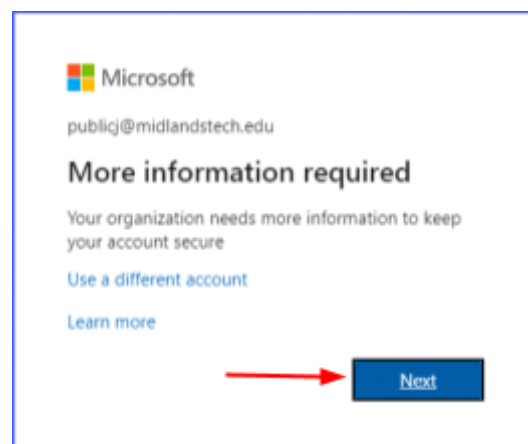 Microsoft
publicj@midlandstech.edu
More information required
Your organization needs more information to keep
your account secure
Use a different account
Learn more
Next